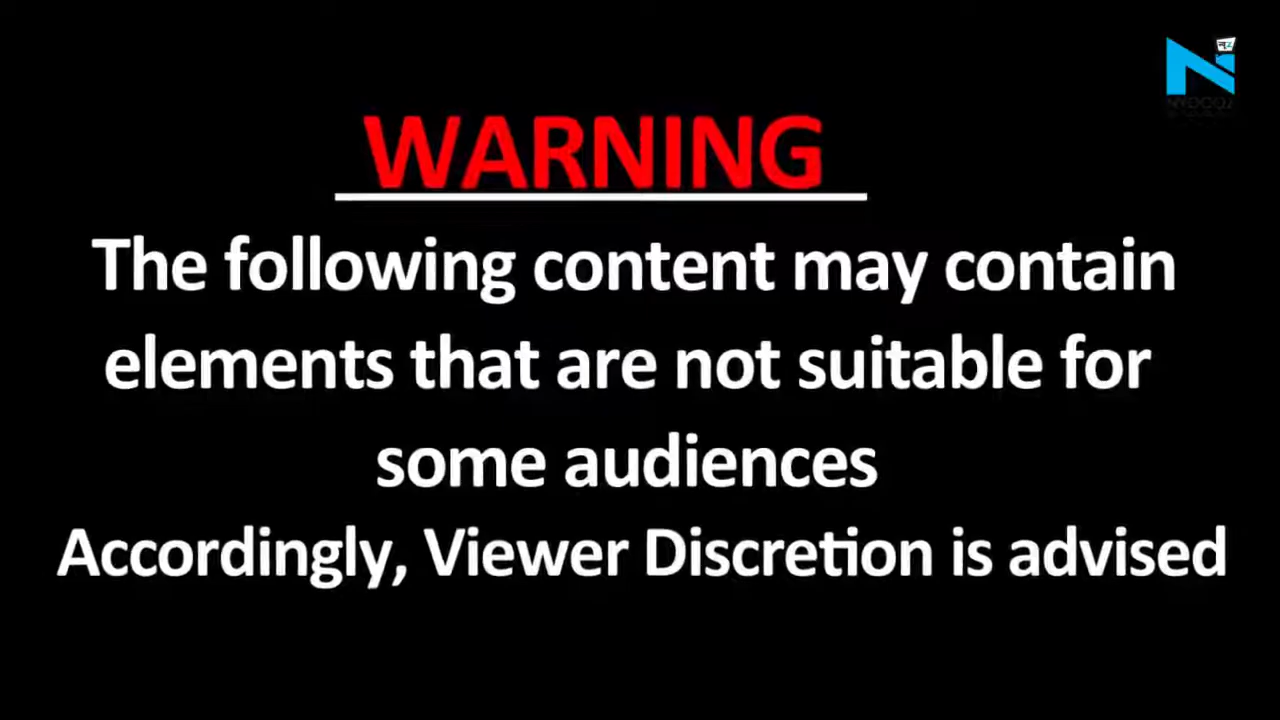 WARNING
The following content may contain
elements that are not suitable for
some audiences
Accordingly, Viewer Discretion is advised